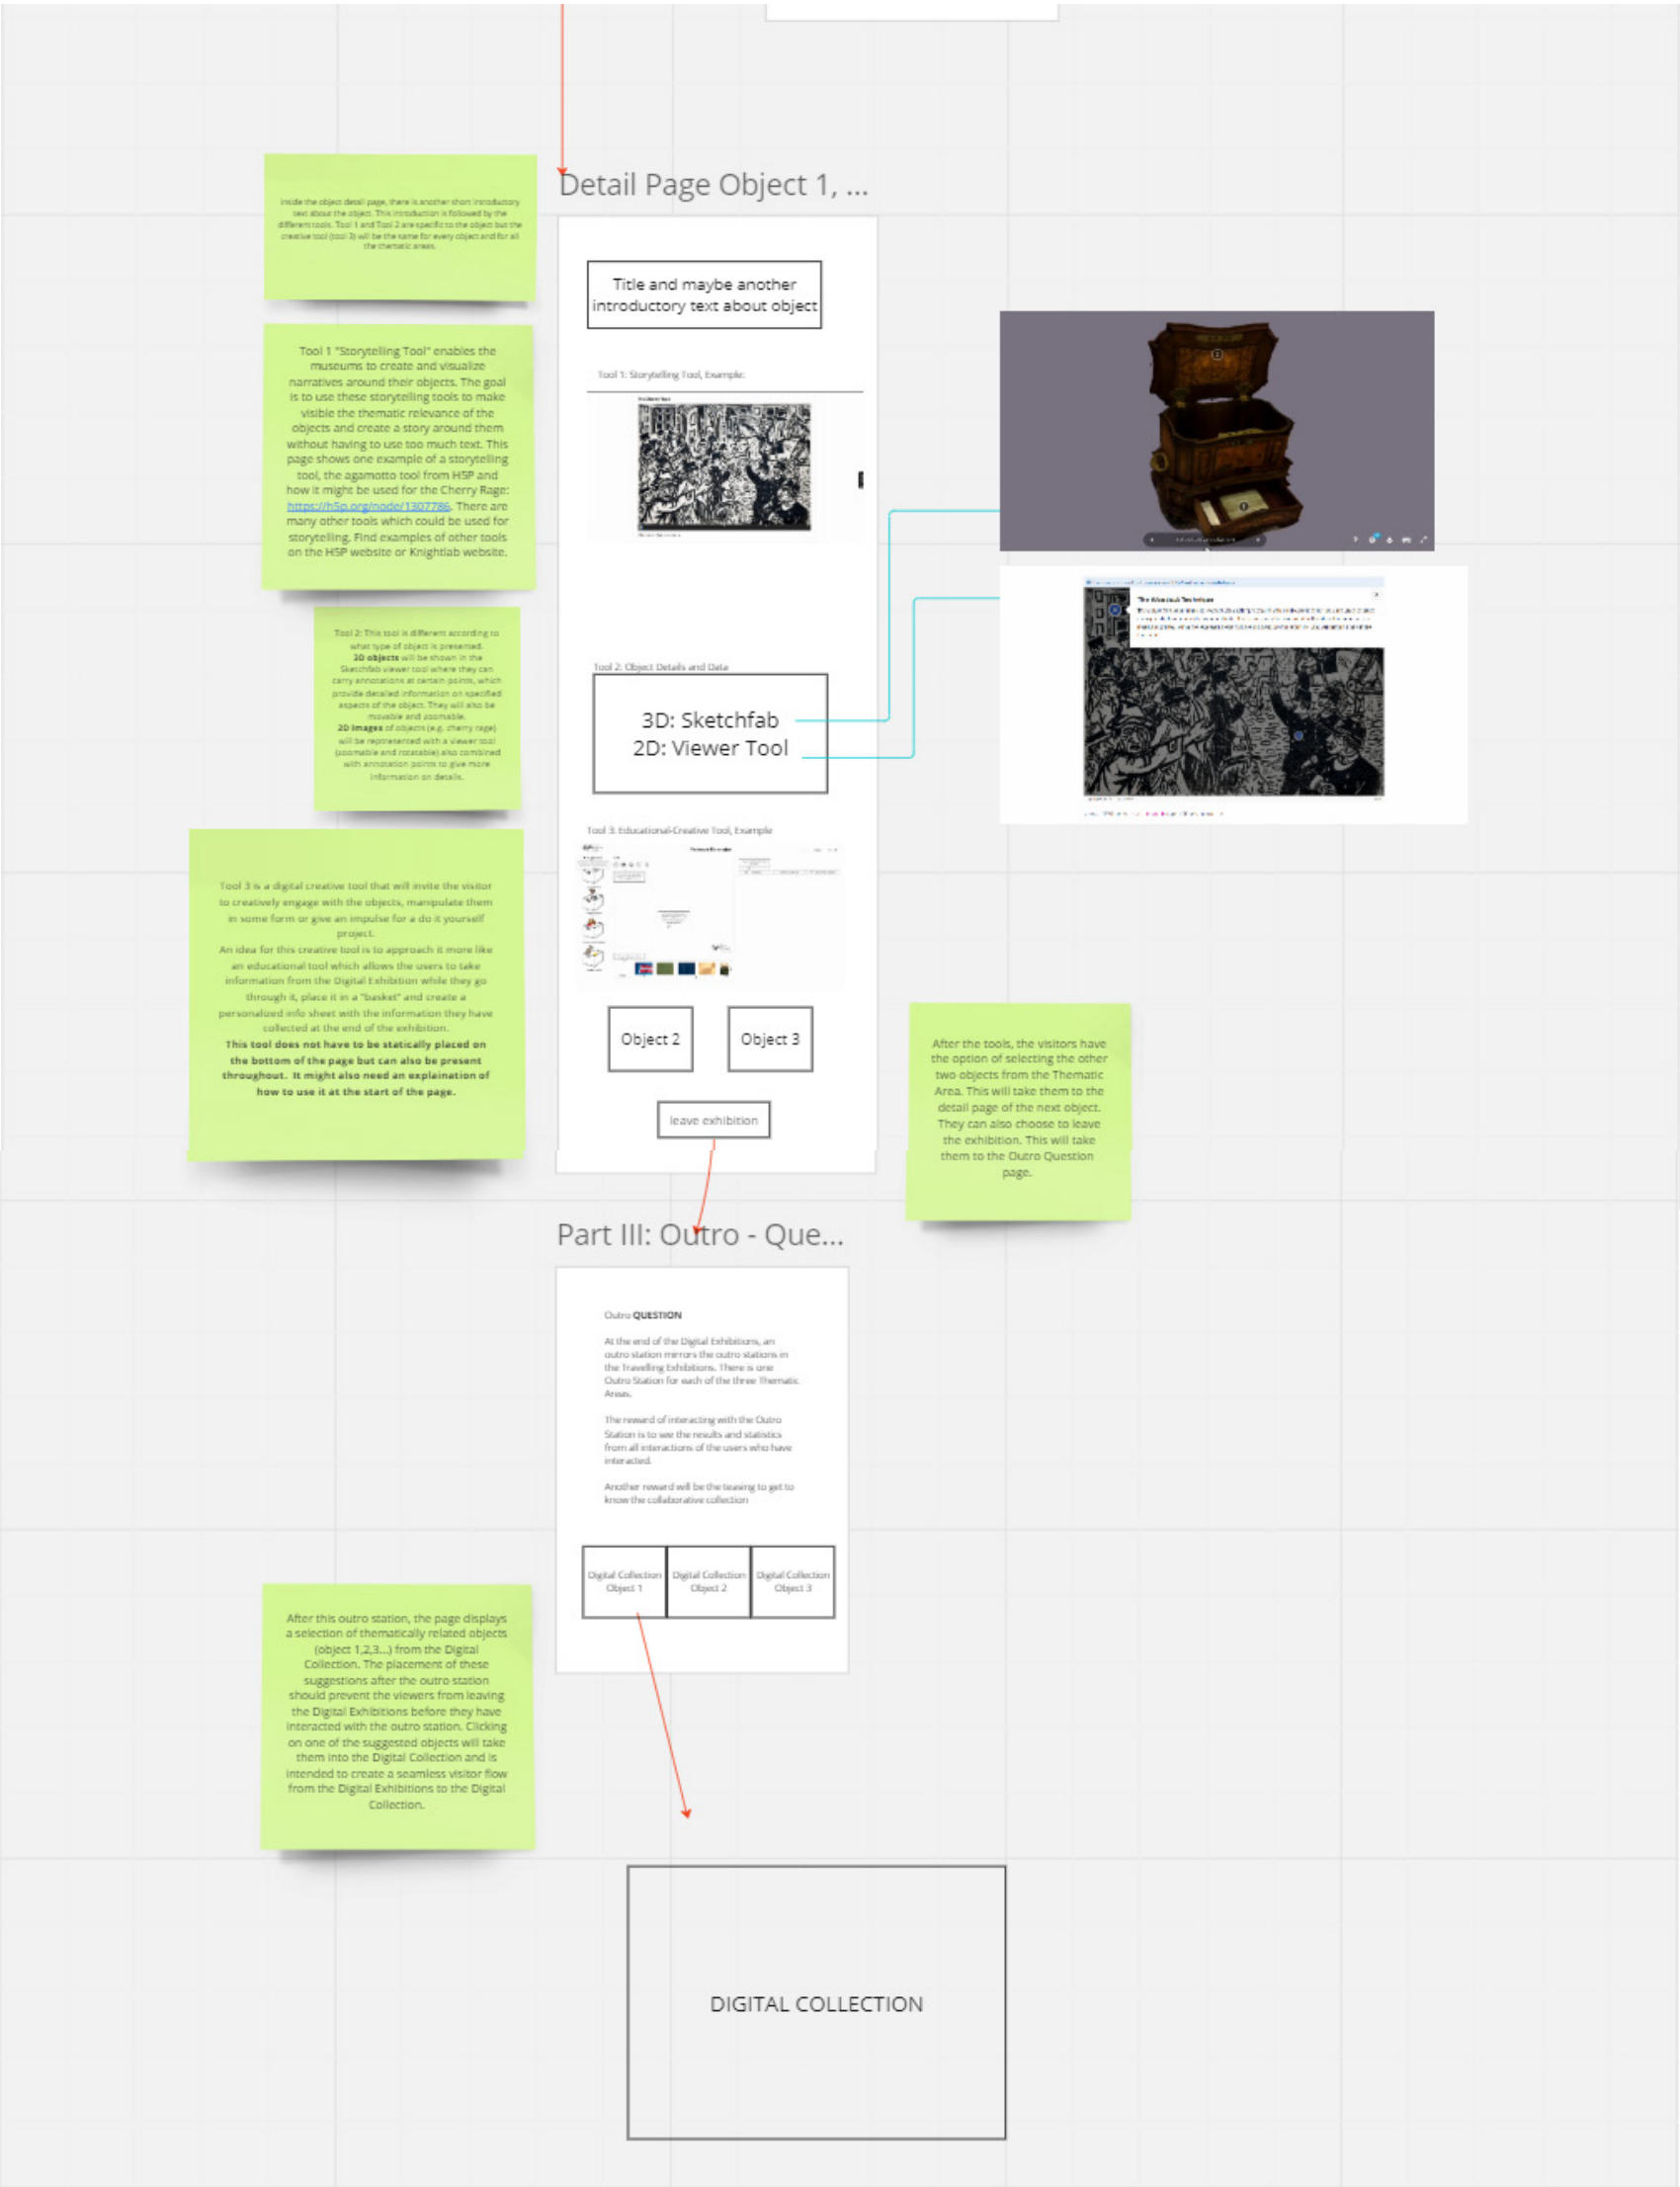 Detail Page Object 1, ...
inside the object detail page, there is another short introductory
text about the object. This introduction is followed by the
different tools. Tool 1 and Tool 2 are specific to the object but the
creative tool (tool 3) will be the same for every object and for all
the thematic areas.
Title and maybe another
introductory text about object
Tool 1 "Storytelling Tool" enables the
museums to create and visualize
narratives around their objects. The goal
is to use these storytelling tools to make
visible the thematic relevance of the
objects and create a story around them
without having to use too much text. This
page shows one example of a storytelling
tool, the agamotto tool from H5P and
how it might be used for the Cherry Rage:
https://h5p.org/node/1307786. There are
many other tools which could be used for
storytelling. Find examples of other tools
on the H5P website or Knightlab website.
Tool 1: Storytelling Tool, Example:
Tool 2: This tool is different according to
what type of object is presented.
3D objects will be shown in the
Sketchfab viewer tool where they can
carry annotations at certain points, which
provide detailed information on specified
aspects of the object. They will also be
movable and zoomable.
2D Images of objects (e.g. cherry rage)
will be reptresented with a viewer tool
(zoomable and rotatable) also combined
with annotation points to give more
information on details.
Tool 2: Object Details and Data
3D: Sketchfab
2D: Viewer Tool
The Woodcut Technique
Tool 3 is a digital creative tool that will invite the visitor
to creatively engage with the objects, manipulate them
in some form or give an impulse for a do it yourself
project.
An idea for this creative tool is to approach it more like
an educational tool which allows the users to take
information from the Digital Exhibition while they go
through it, place it in a "basket" and create a
personalized info sheet with the information they have
collected at the end of the exhibition.
This tool does not have to be statically placed on
the bottom of the page but can also be present
throughout. It might also need an explaination of
how to use it at the start of the page.
Tool 3: Educational-Creative Tool, Example
Object 2
Object 3
leave exhibition
After the tools, the visitors have
the option of selecting the other
two objects from the Thematic
Area. This will take them to the
detail page of the next object.
They can also choose to leave
the exhibition. This will take
them to the Outro Question
page.
Part III: Outro - Que...
Outro QUESTION
At the end of the Digital Exhibitions, an
outro station mirrors the outro stations in
the Travelling Exhibitions. There is one
Outro Station for each of the three Thematic
Areas.
The reward of interacting with the Outro
Station is to see the results and statistics
from all interactions of the users who have
interacted.
Another reward will be the teasing to get to
know the collaborative collection
Digital Collection
Object 1
Digital Collection
Object 2
Digital Collection
Object 3
After this outro station, the page displays
a selection of thematically related objects
(object 1,2,3...) from the Digital
Collection. The placement of these
suggestions after the outro station
should prevent the viewers from leaving
the Digital Exhibitions before they have
interacted with the outro station. Clicking
on one of the suggested objects will take
them into the Digital Collection and is
intended to create a seamless visitor flow
from the Digital Exhibitions to the Digital
Collection.
DIGITAL COLLECTION